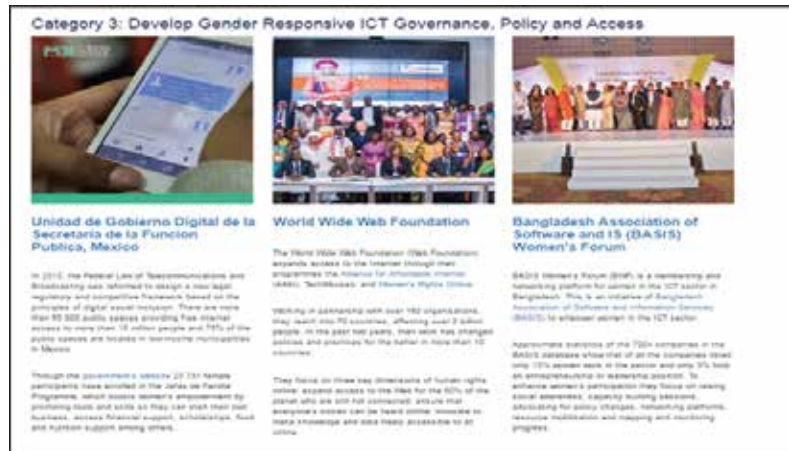 Category 3: Develop Gender Responsive ICT Governance, Policy and Access
Unidad de Gobierno Digital de la
Secretaria de la Funcion
Publica, Mexico
the Federal Law of Telecommunications and
Broadcasting was reformed to design a new legal
regulatory and competitive framework based on the
principles of digital social inclusion. There are more
than public spaces providing free internet
access to more than million people and of the
public spaces are located in low-income municipalities
in Mexico
Through the government's website female
participants have enrolled in the Jefas de Familia
Programme, which boosts women's empowerment by
promoting tools and skills so they can start their own
business, access financial support, scholarships, food
and nutrition support among others.
World Wide Web Foundation
The World Wide Web Foundation (Web Foundation)
expands access to the Internet through their
programmes the Alliance for Affordable Internet
(A4AI), TechMousso, and Women's Rights Online.
Working in partnership with over 160 organisations,
they reach into 70 countries, affecting over 2 billion
people. In the past two years, their work has changed
policies and practices for the better in more than 10
countries.
They focus on three key dimensions of human rights
online: expand access to the Web for the 60% of the
planet who are still not connected; ensure that
everyone's voices can be heard online; innovate to
make knowledge and data freely accessible to all
online.
Bangladesh Association of
Software and IS (BASIS)
Women's Forum
BASIS Women's Forum (BWF) is a membership and
networking platform for women in the ICT sector in
Bangladesh. This is an initiative of Bangladesh
Association of Software and Information Services
(BASIS) to empower women in the ICT sector.
Approximate statistics of the 700+ companies in the
BASIS database show that of all the companies listed
only women work in the sector and only hold
an entrepreneurship or leadership position. To
enhance women's participation they focus on raising
social awareness, capacity building sessions,
advocating for policy changes, networking platforms,
resource mobilization and mapping and monitoring
progress.